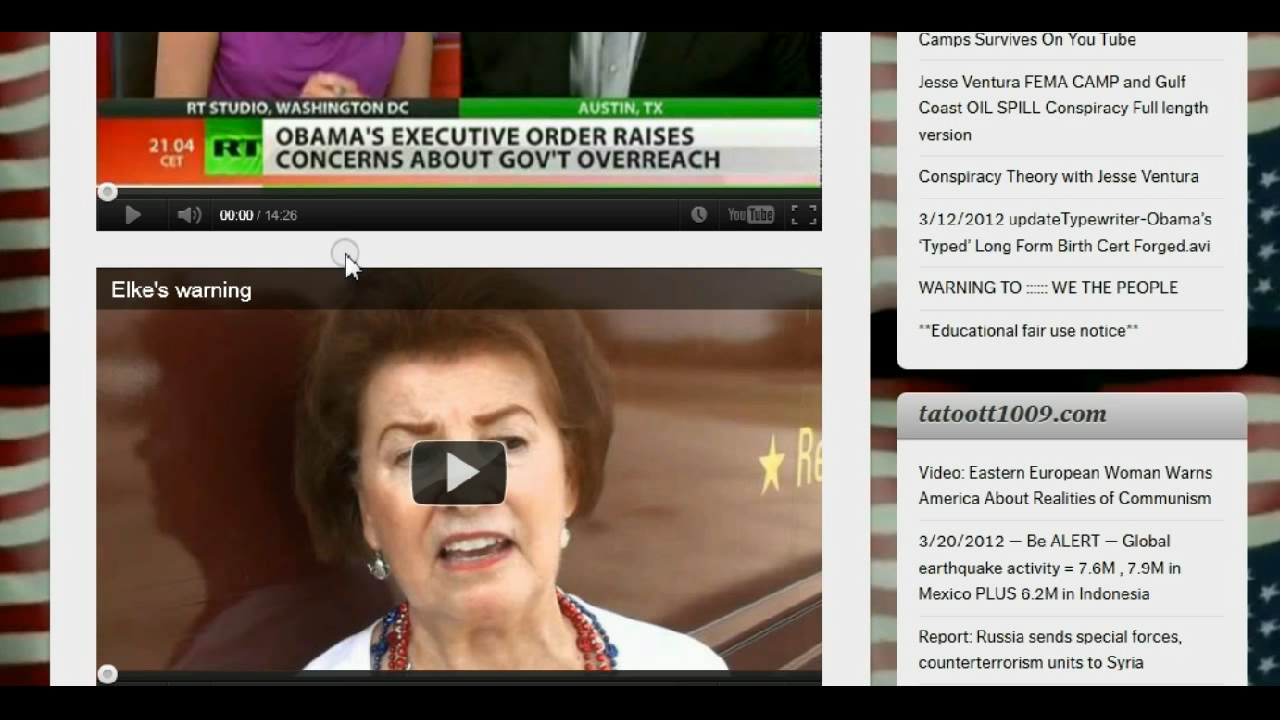 RT STUDIO, WASHINGTON DC
AUSTIN, TX
21.04
CET
RT
OBAMA'S EXECUTIVE ORDER RAISES
CONCERNS ABOUT GOV'T OVERREACH
00:00 / 14:26
YouTube
Elke's warning
Camps Survives On You Tube
Jesse Ventura FEMA CAMP and Gulf
Coast OIL SPILL Conspiracy Full length
version
Conspiracy Theory with Jesse Ventura
3/12/2012 updateTypewriter-Obama's
'Typed' Long Form Birth Cert Forged.avi
WARNING TO :::::: WE THE PEOPLE
**Educational fair use notice**
tatoott1009.com
Video: Eastern European Woman Warns
America About Realities of Communism
3/20/2012 — Be ALERT — Global
earthquake activity = 7.6M , 7.9M in
Mexico PLUS 6.2M in Indonesia
Report: Russia sends special forces,
counterterrorism units to Syria